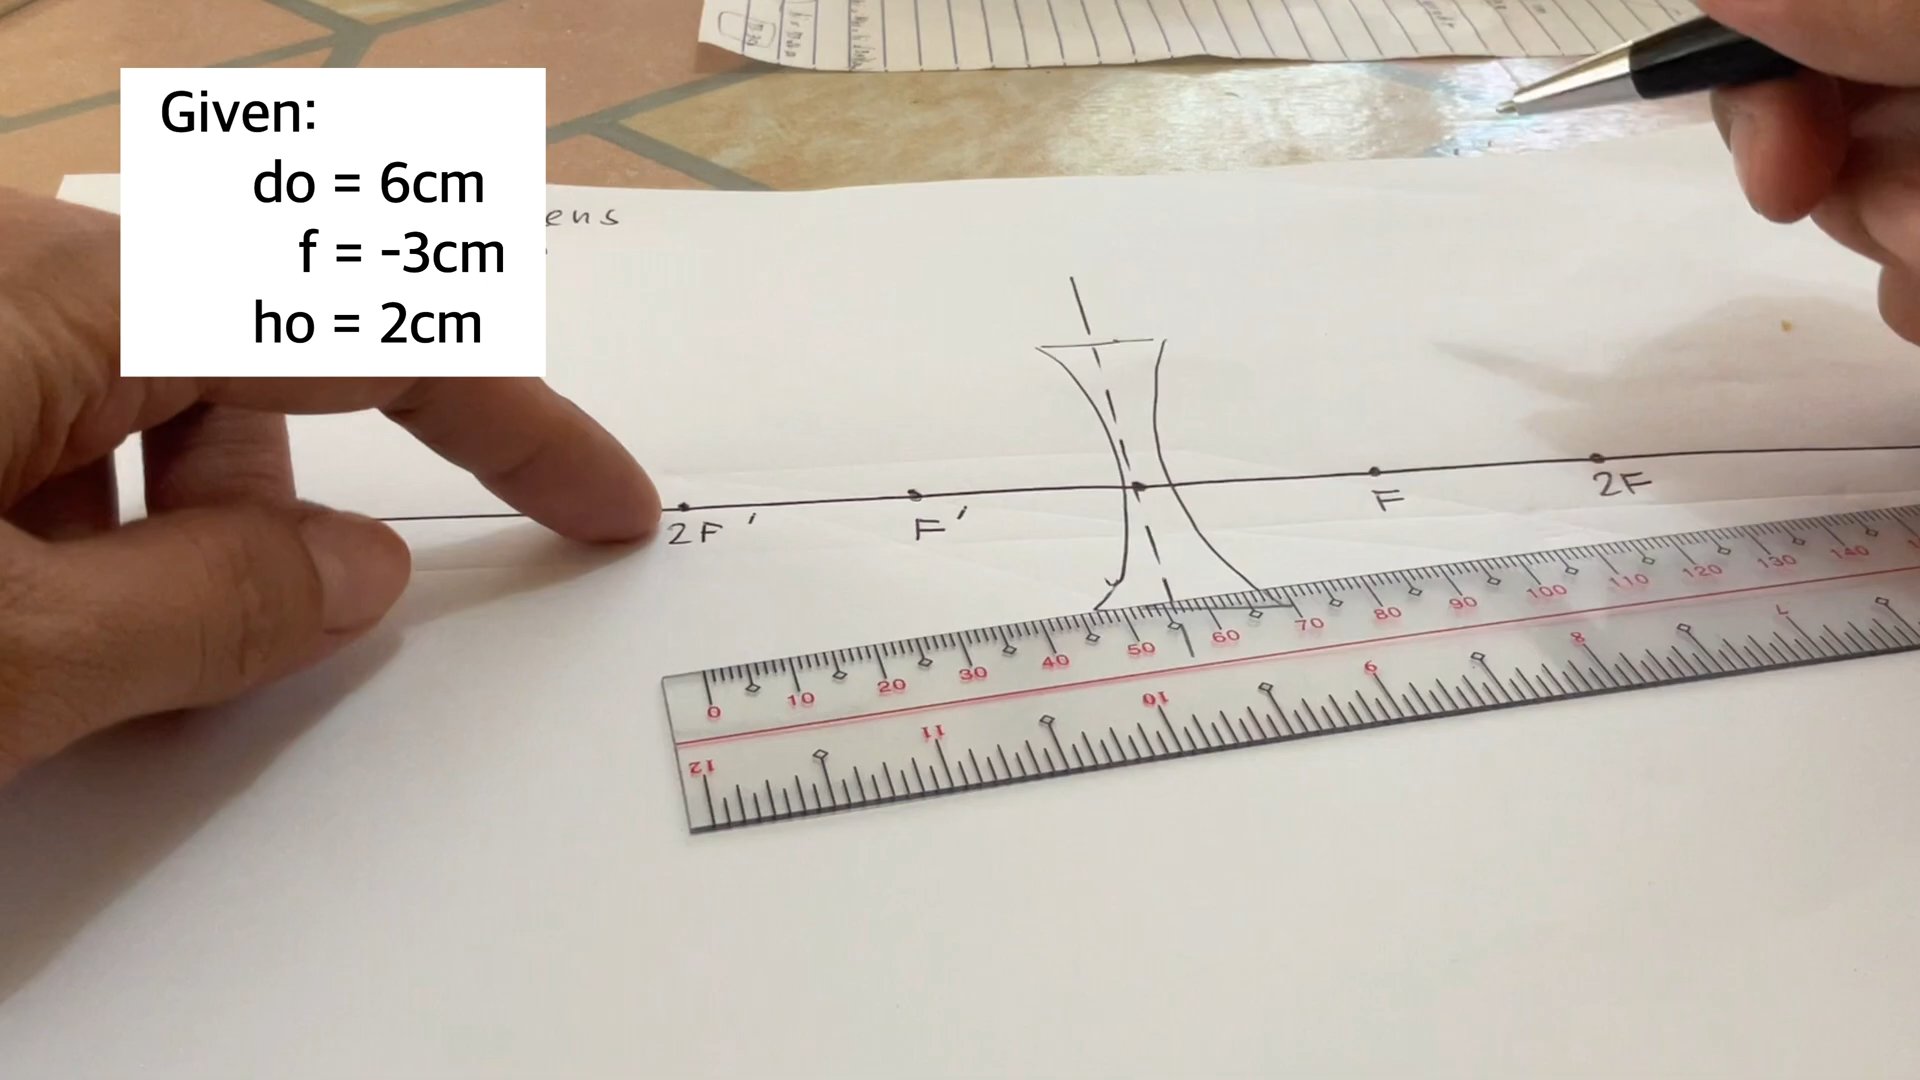 Given:
do = 6cm
f = -3cm
ho = 2cm
ens
2F' F' F 2F
0 10 20 30 40 50 60 70 80 90 100 110 120 130 140
12 11 10 9 8 7